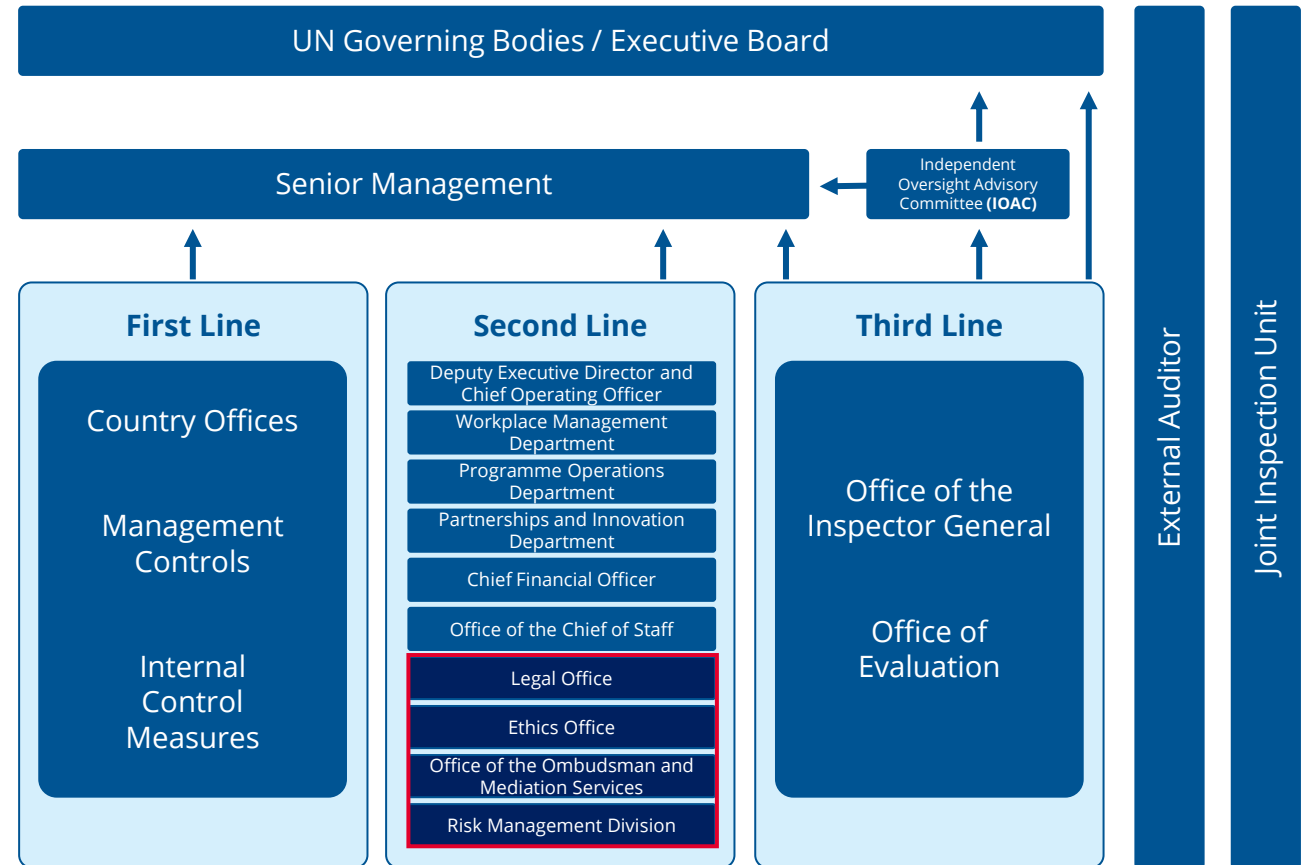 UN Governing Bodies / Executive Board
Senior Management
Independent
Oversight Advisory
Committee (IOAC)
First Line
Country Offices
Management
Controls
Internal
Control
Measures
Second Line
Deputy Executive Director and
Chief Operating Officer
Workplace Management
Department
Programme Operations
Department
Partnerships and Innovation
Department
Chief Financial Officer
Office of the Chief of Staff
Legal Office
Ethics Office
Office of the Ombudsman and
Mediation Services
Risk Management Division
Third Line
Office of the
Inspector General
Office of
Evaluation
External Auditor
Joint Inspection Unit